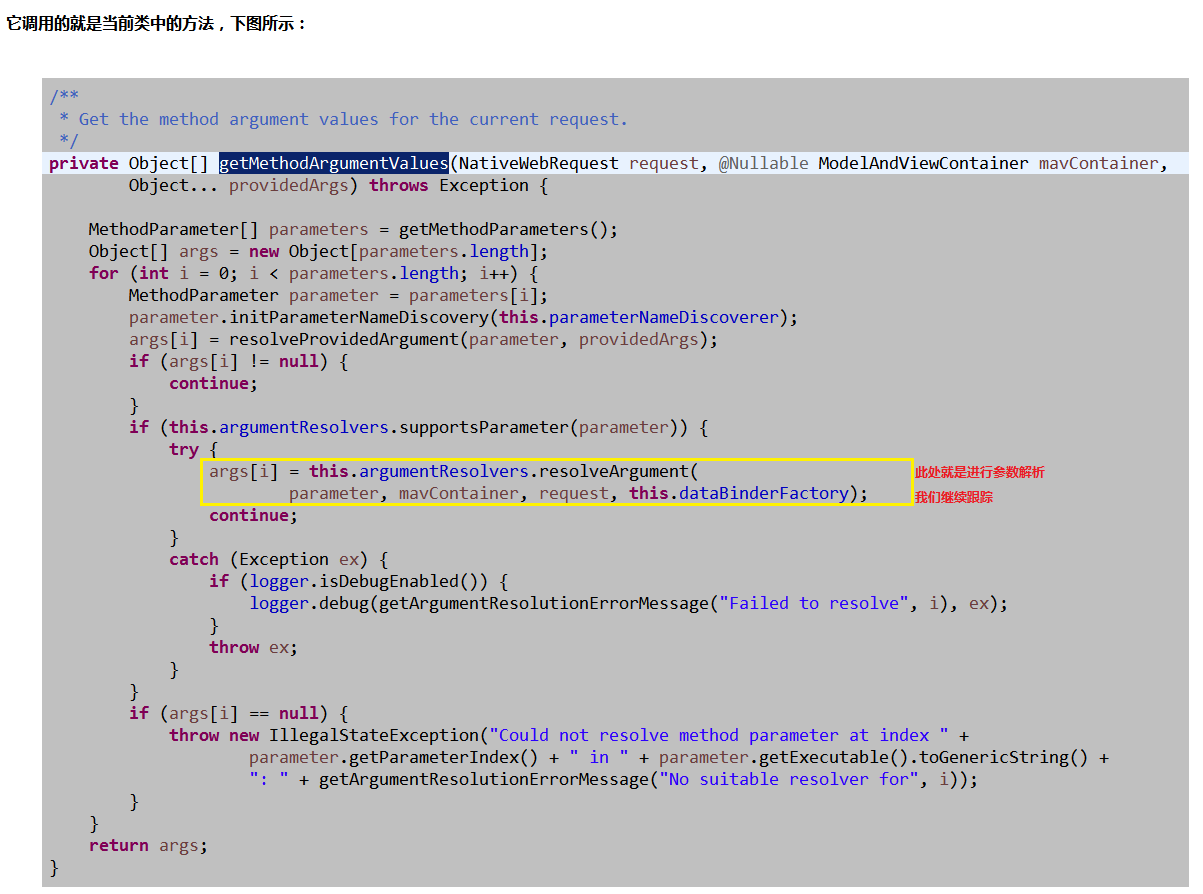 它调用的就是当前类中的方法，下图所示：
/**
 * Get the method argument values for the current request.
 */
private Object[] getMethodArgumentValues(NativeWebRequest request, @Nullable ModelAndViewContainer mavContainer,
        Object... providedArgs) throws Exception {

    MethodParameter[] parameters = getMethodParameters();
    Object[] args = new Object[parameters.length];
    for (int i = 0; i < parameters.length; i++) {
        MethodParameter parameter = parameters[i];
        parameter.initParameterNameDiscovery(this.parameterNameDiscoverer);
        args[i] = resolveProvidedArgument(parameter, providedArgs);
        if (args[i] != null) {
            continue;
        }
        if (this.argumentResolvers.supportsParameter(parameter)) {
            try {
                args[i] = this.argumentResolvers.resolveArgument( 此处就是进行参数解析
                        parameter, mavContainer, request, this.dataBinderFactory); 我们继续跟踪
                continue;
            }
            catch (Exception ex) {
                if (logger.isDebugEnabled()) {
                    logger.debug(getArgumentResolutionErrorMessage("Failed to resolve", i), ex);
                }
                throw ex;
            }
        }
        if (args[i] == null) {
            throw new IllegalStateException("Could not resolve method parameter at index " +
                    parameter.getParameterIndex() + " in " + parameter.getExecutable().toGenericString() +
                    ": " + getArgumentResolutionErrorMessage("No suitable resolver for", i));
        }
    }
    return args;
}